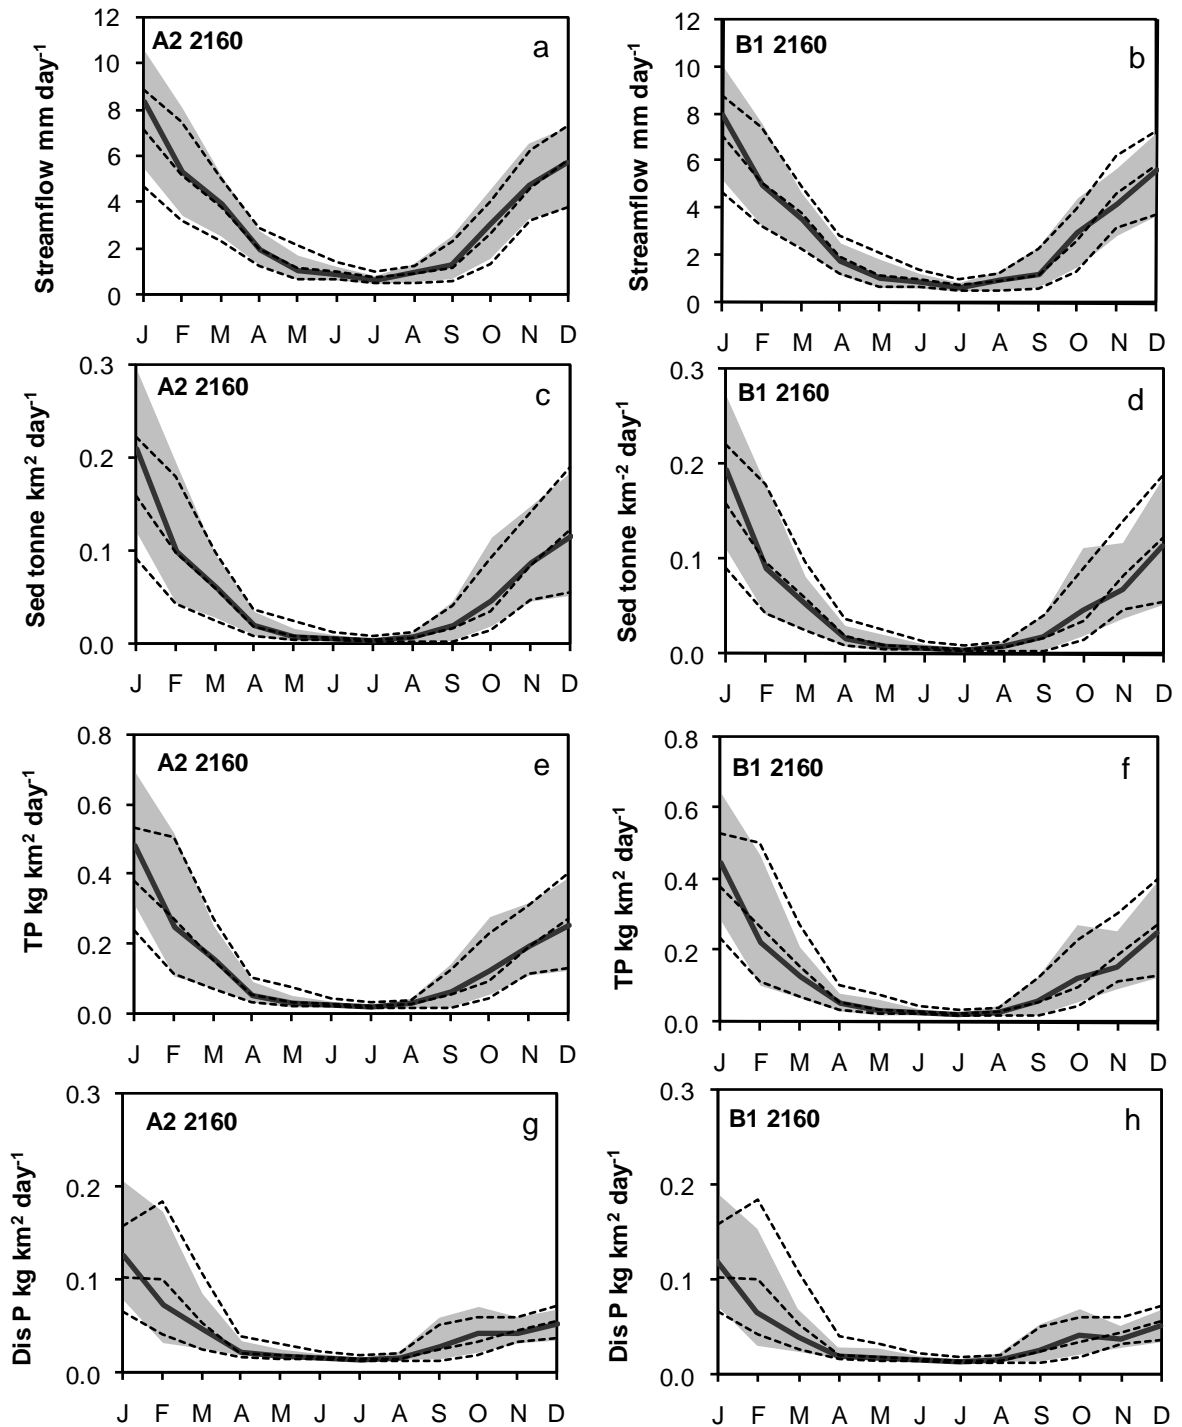 A2 2160 a
Streamflow mm day⁻¹
12
10
8
6
4
2
0
J F M A M J J A S O N D
B1 2160 b
Streamflow mm day⁻¹
12
10
8
6
4
2
0
J F M A M J J A S O N D
A2 2160 c
Sed tonne km² day⁻¹
0.3
0.2
0.1
0.0
J F M A M J J A S O N D
B1 2160 d
Sed tonne km⁻² day⁻¹
0.3
0.2
0.1
0.0
J F M A M J J A S O N D
A2 2160 e
TP kg km² day⁻¹
0.8
0.6
0.4
0.2
0.0
J F M A M J J A S O N D
B1 2160 f
TP kg km² day⁻¹
0.8
0.6
0.4
0.2
0.0
J F M A M J J A S O N D
A2 2160 g
Dis P kg km² day⁻¹
0.3
0.2
0.1
0.0
J F M A M J J A S O N D
B1 2160 h
Dis P kg km² day⁻¹
0.3
0.2
0.1
0.0
J F M A M J J A S O N D